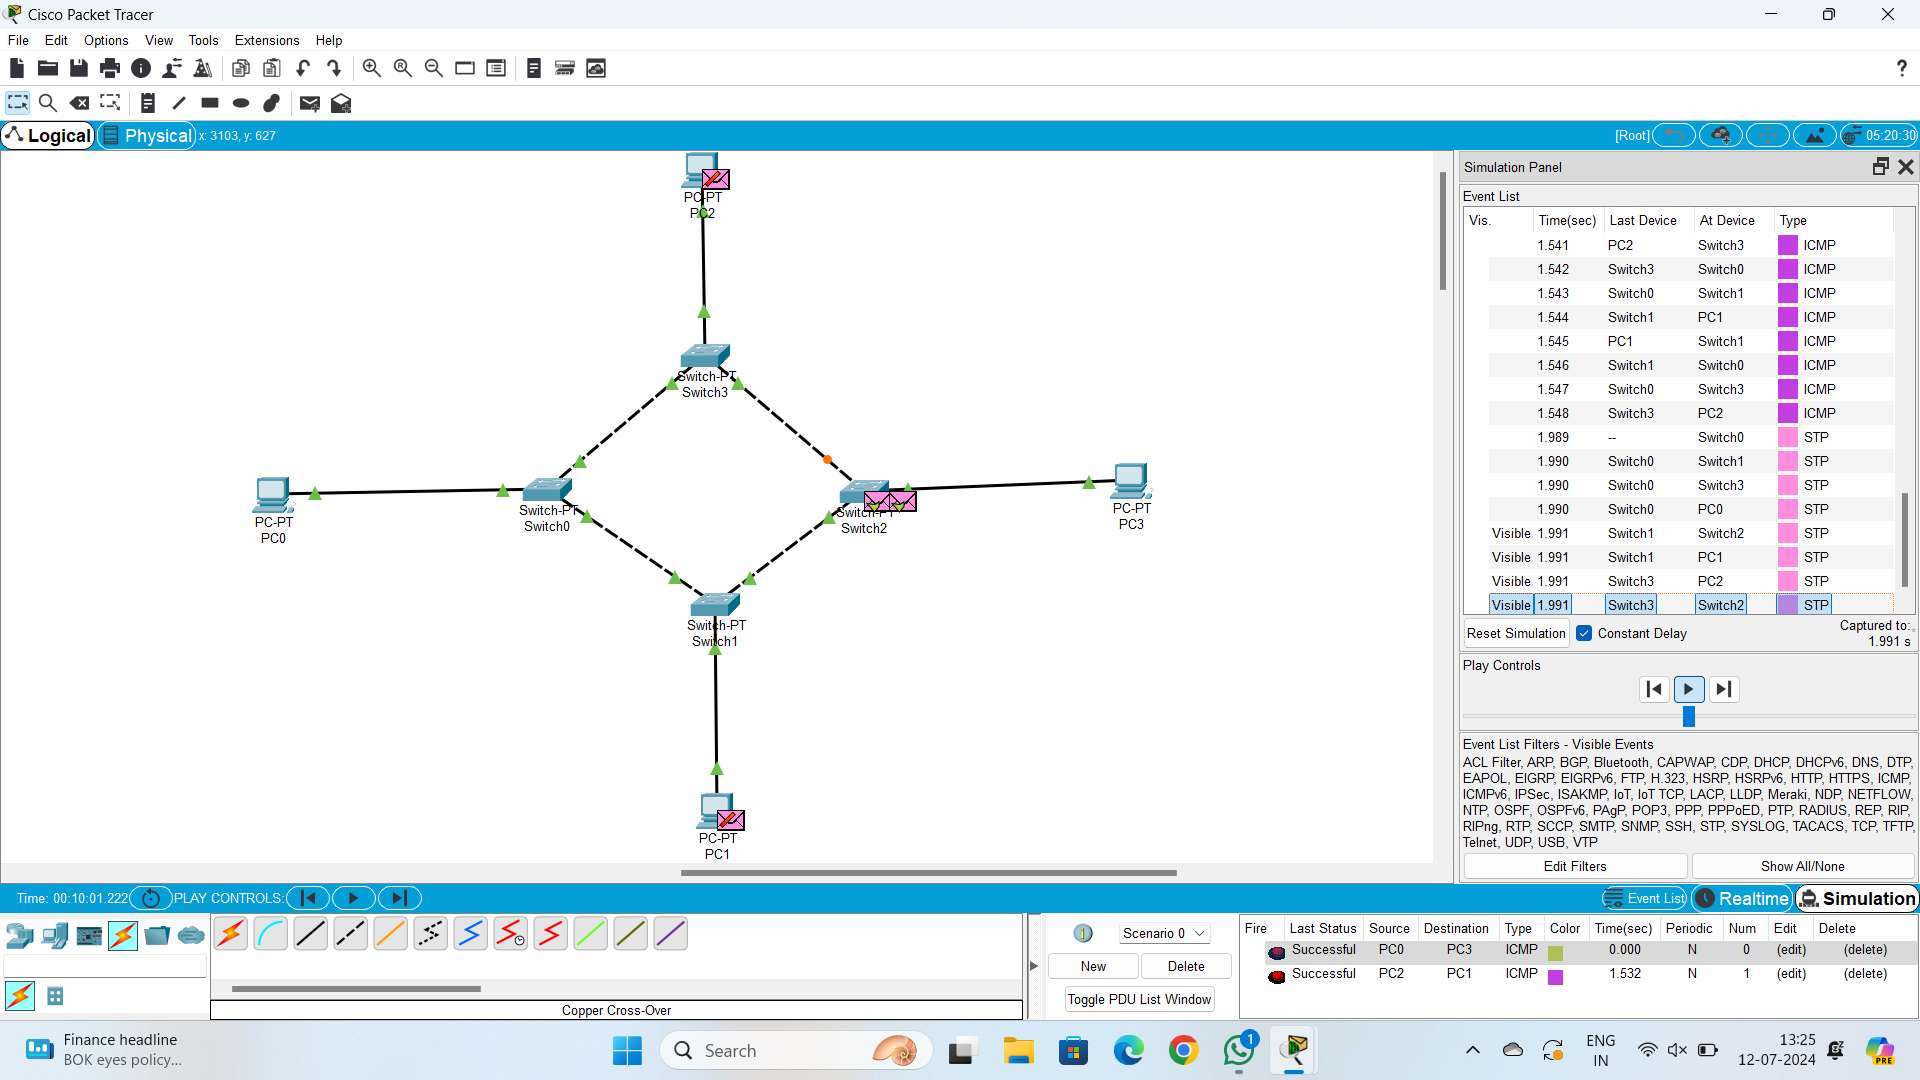 Cisco Packet Tracer
File Edit Options View Tools Extensions Help
Logical Physical x: 3103, y: 627 [Root] 05:20:30
PC-PT
PC2
Switch-PT
Switch3
PC-PT
PC0
Switch-PT
Switch0
Switch-PT
Switch2
PC-PT
PC3
Switch-PT
Switch1
PC-PT
PC1
Simulation Panel
Event List
Vis. Time(sec) Last Device At Device Type
1.541 PC2 Switch3 ICMP
1.542 Switch3 Switch0 ICMP
1.543 Switch0 Switch1 ICMP
1.544 Switch1 PC1 ICMP
1.545 PC1 Switch1 ICMP
1.546 Switch1 Switch0 ICMP
1.547 Switch0 Switch3 ICMP
1.548 Switch3 PC2 ICMP
1.989 -- Switch0 STP
1.990 Switch0 Switch1 STP
1.990 Switch0 Switch3 STP
1.990 Switch0 PC0 STP
Visible 1.991 Switch1 Switch2 STP
Visible 1.991 Switch1 PC1 STP
Visible 1.991 Switch3 PC2 STP
Visible 1.991 Switch3 Switch2 STP
Reset Simulation Constant Delay Captured to:
1.991 s
Play Controls
Event List Filters - Visible Events
ACL Filter, ARP, BGP, Bluetooth, CAPWAP, CDP, DHCP, DHCPv6, DNS, DTP,
EAPOL, EIGRP, EIGRPv6, FTP, H.323, HSRP, HSRPv6, HTTP, HTTPS, ICMP,
ICMPv6, IPSec, ISAKMP, IoT, IoT TCP, LACP, LLDP, Meraki, NDP, NETFLOW,
NTP, OSPF, OSPFv6, PAgP, POP3, PPP, PPPoED, PTP, RADIUS, REP, RIP,
RIPng, RTP, SCCP, SMTP, SNMP, SSH, STP, SYSLOG, TACACS, TCP, TFTP,
Telnet, UDP, USB, VTP
Edit Filters Show All/None
Time: 00:10:01.222 PLAY CONTROLS: Event List Realtime Simulation
Copper Cross-Over
Scenario 0
New Delete
Toggle PDU List Window
Fire Last Status Source Destination Type Color Time(sec) Periodic Num Edit Delete
Successful PC0 PC3 ICMP 0.000 N 0 (edit) (delete)
Successful PC2 PC1 ICMP 1.532 N 1 (edit) (delete)
Finance headline
BOK eyes policy...
Search
1
ENG
IN
13:25
12-07-2024
PRE